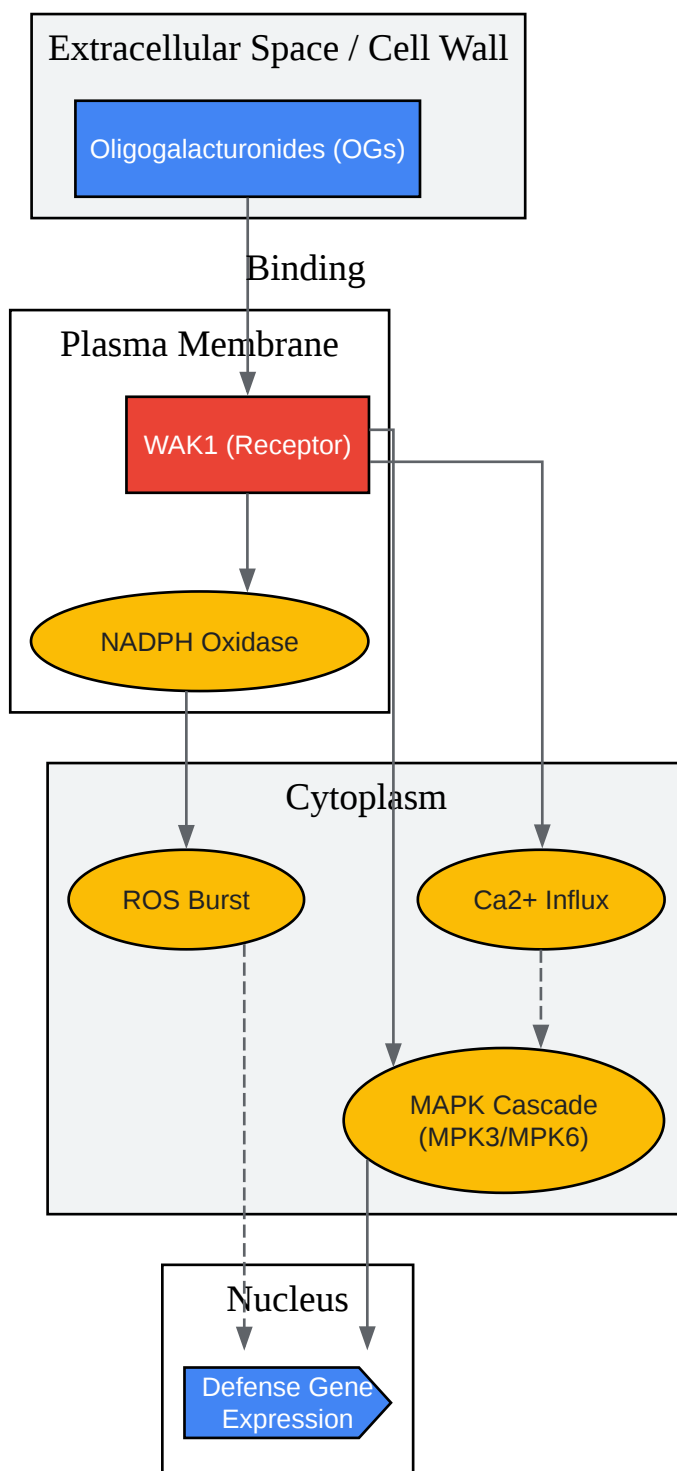 Extracellular Space / Cell Wall
Oligogalacturonides (OGs)
Binding
Plasma Membrane
WAK1 (Receptor)
NADPH Oxidase
Cytoplasm
ROS Burst
Ca2+ Influx
MAPK Cascade
(MPK3/MPK6)
Nucleus
Defense Gene
Expression